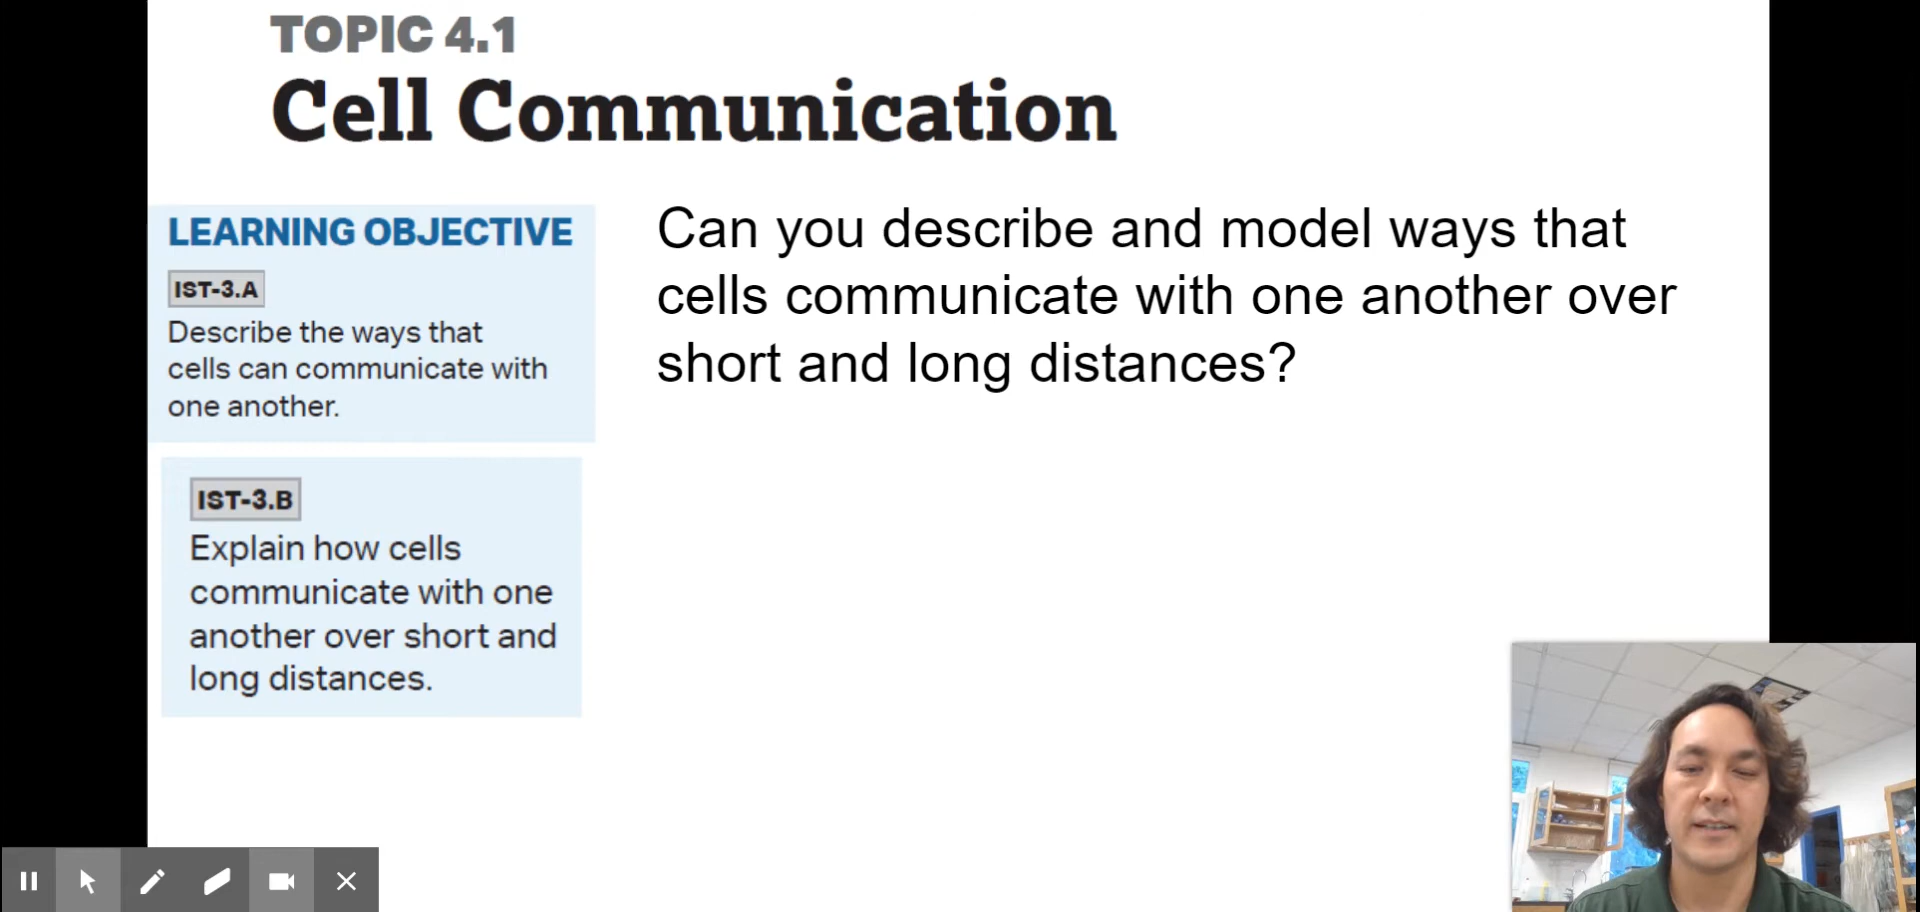 TOPIC 4.1
Cell Communication
LEARNING OBJECTIVE
IST-3.A
Describe the ways that
cells can communicate with
one another.
IST-3.B
Explain how cells
communicate with one
another over short and
long distances.
Can you describe and model ways that
cells communicate with one another over
short and long distances?